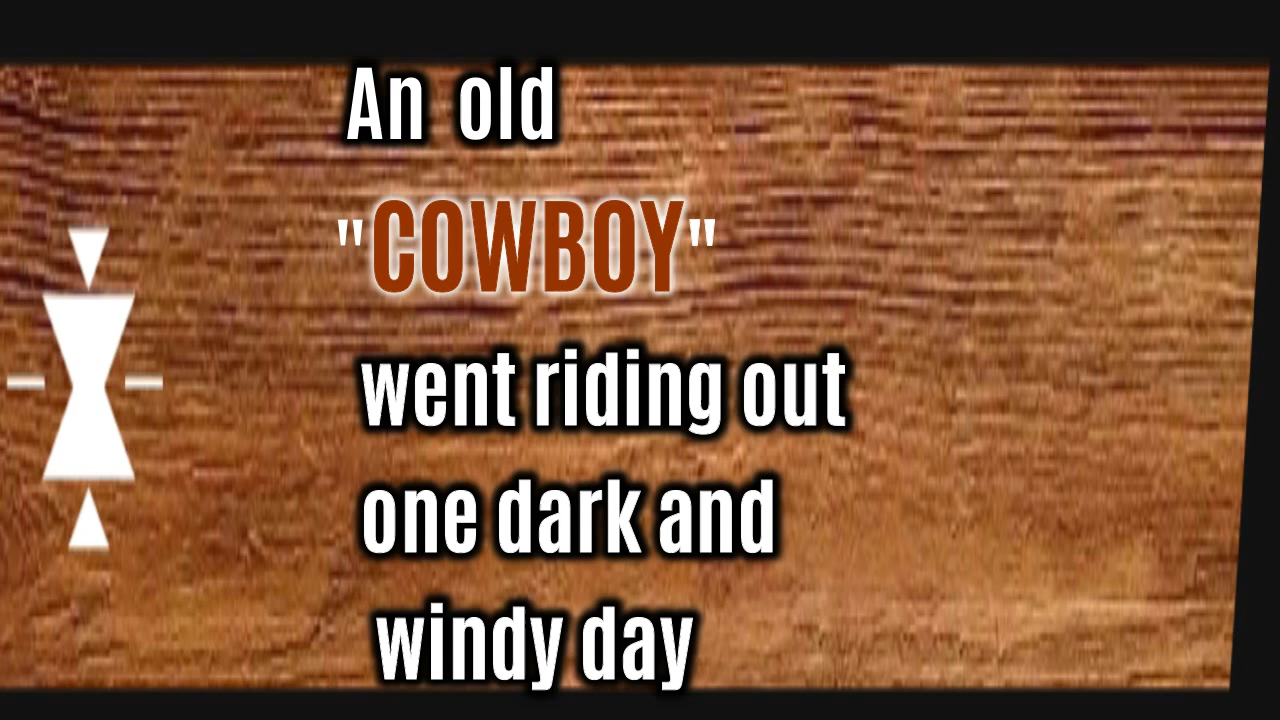 An old
"COWBOY"
went riding out
one dark and
windy day